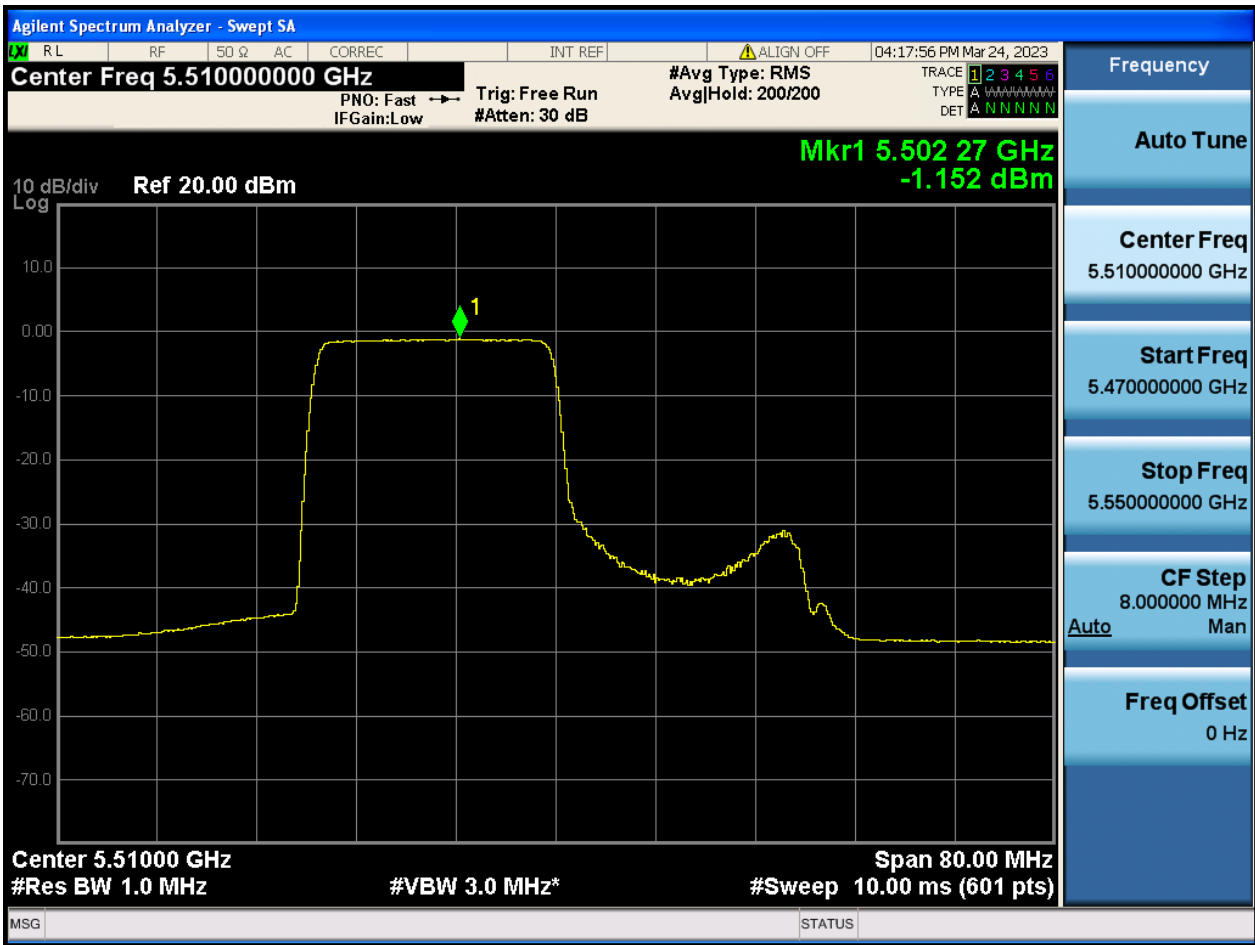 Agilent Spectrum Analyzer - Swept SA
LXI RL RF 50 Ω AC CORREC INT REF ALIGN OFF 04:17:56 PM Mar 24, 2023
Center Freq 5.510000000 GHz
PNO: Fast
IFGain:Low
Trig: Free Run
#Atten: 30 dB
#Avg Type: RMS
Avg|Hold: 200/200
TRACE 1 2 3 4 5 6
TYPE A WWWWW
DET A N N N N N
Mkr1 5.502 27 GHz
-1.152 dBm
10 dB/div Ref 20.00 dBm
Log
10.0
0.00
-10.0
-20.0
-30.0
-40.0
-50.0
-60.0
-70.0
1
Center 5.51000 GHz Span 80.00 MHz
#Res BW 1.0 MHz #VBW 3.0 MHz* #Sweep 10.00 ms (601 pts)
MSG STATUS
Frequency
Auto Tune
Center Freq
5.510000000 GHz
Start Freq
5.470000000 GHz
Stop Freq
5.550000000 GHz
CF Step
8.000000 MHz
Auto Man
Freq Offset
0 Hz